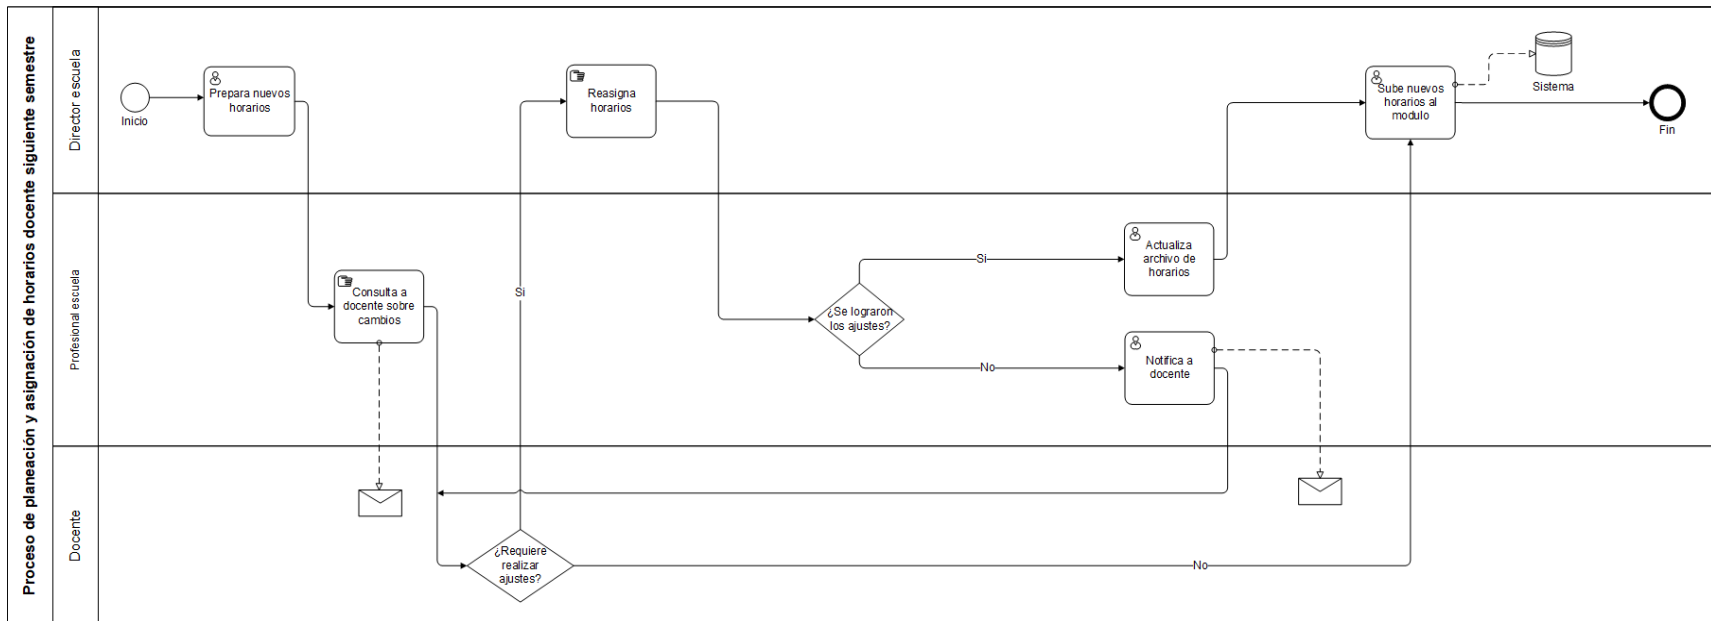 Proceso de planeación y asignación de horarios docente siguiente semestre
Director escuela
Inicio
Prepara nuevos
horarios
Reasigna
horarios
Sube nuevos
horarios al
modulo
Sistema
Fin
Profesional escuela
Consulta a
docente sobre
cambios
Si
¿Se lograron
los ajustes?
Si
Actualiza
archivo de
horarios
No
Notifica a
docente
Docente
¿Requiere
realizar
ajustes?
No